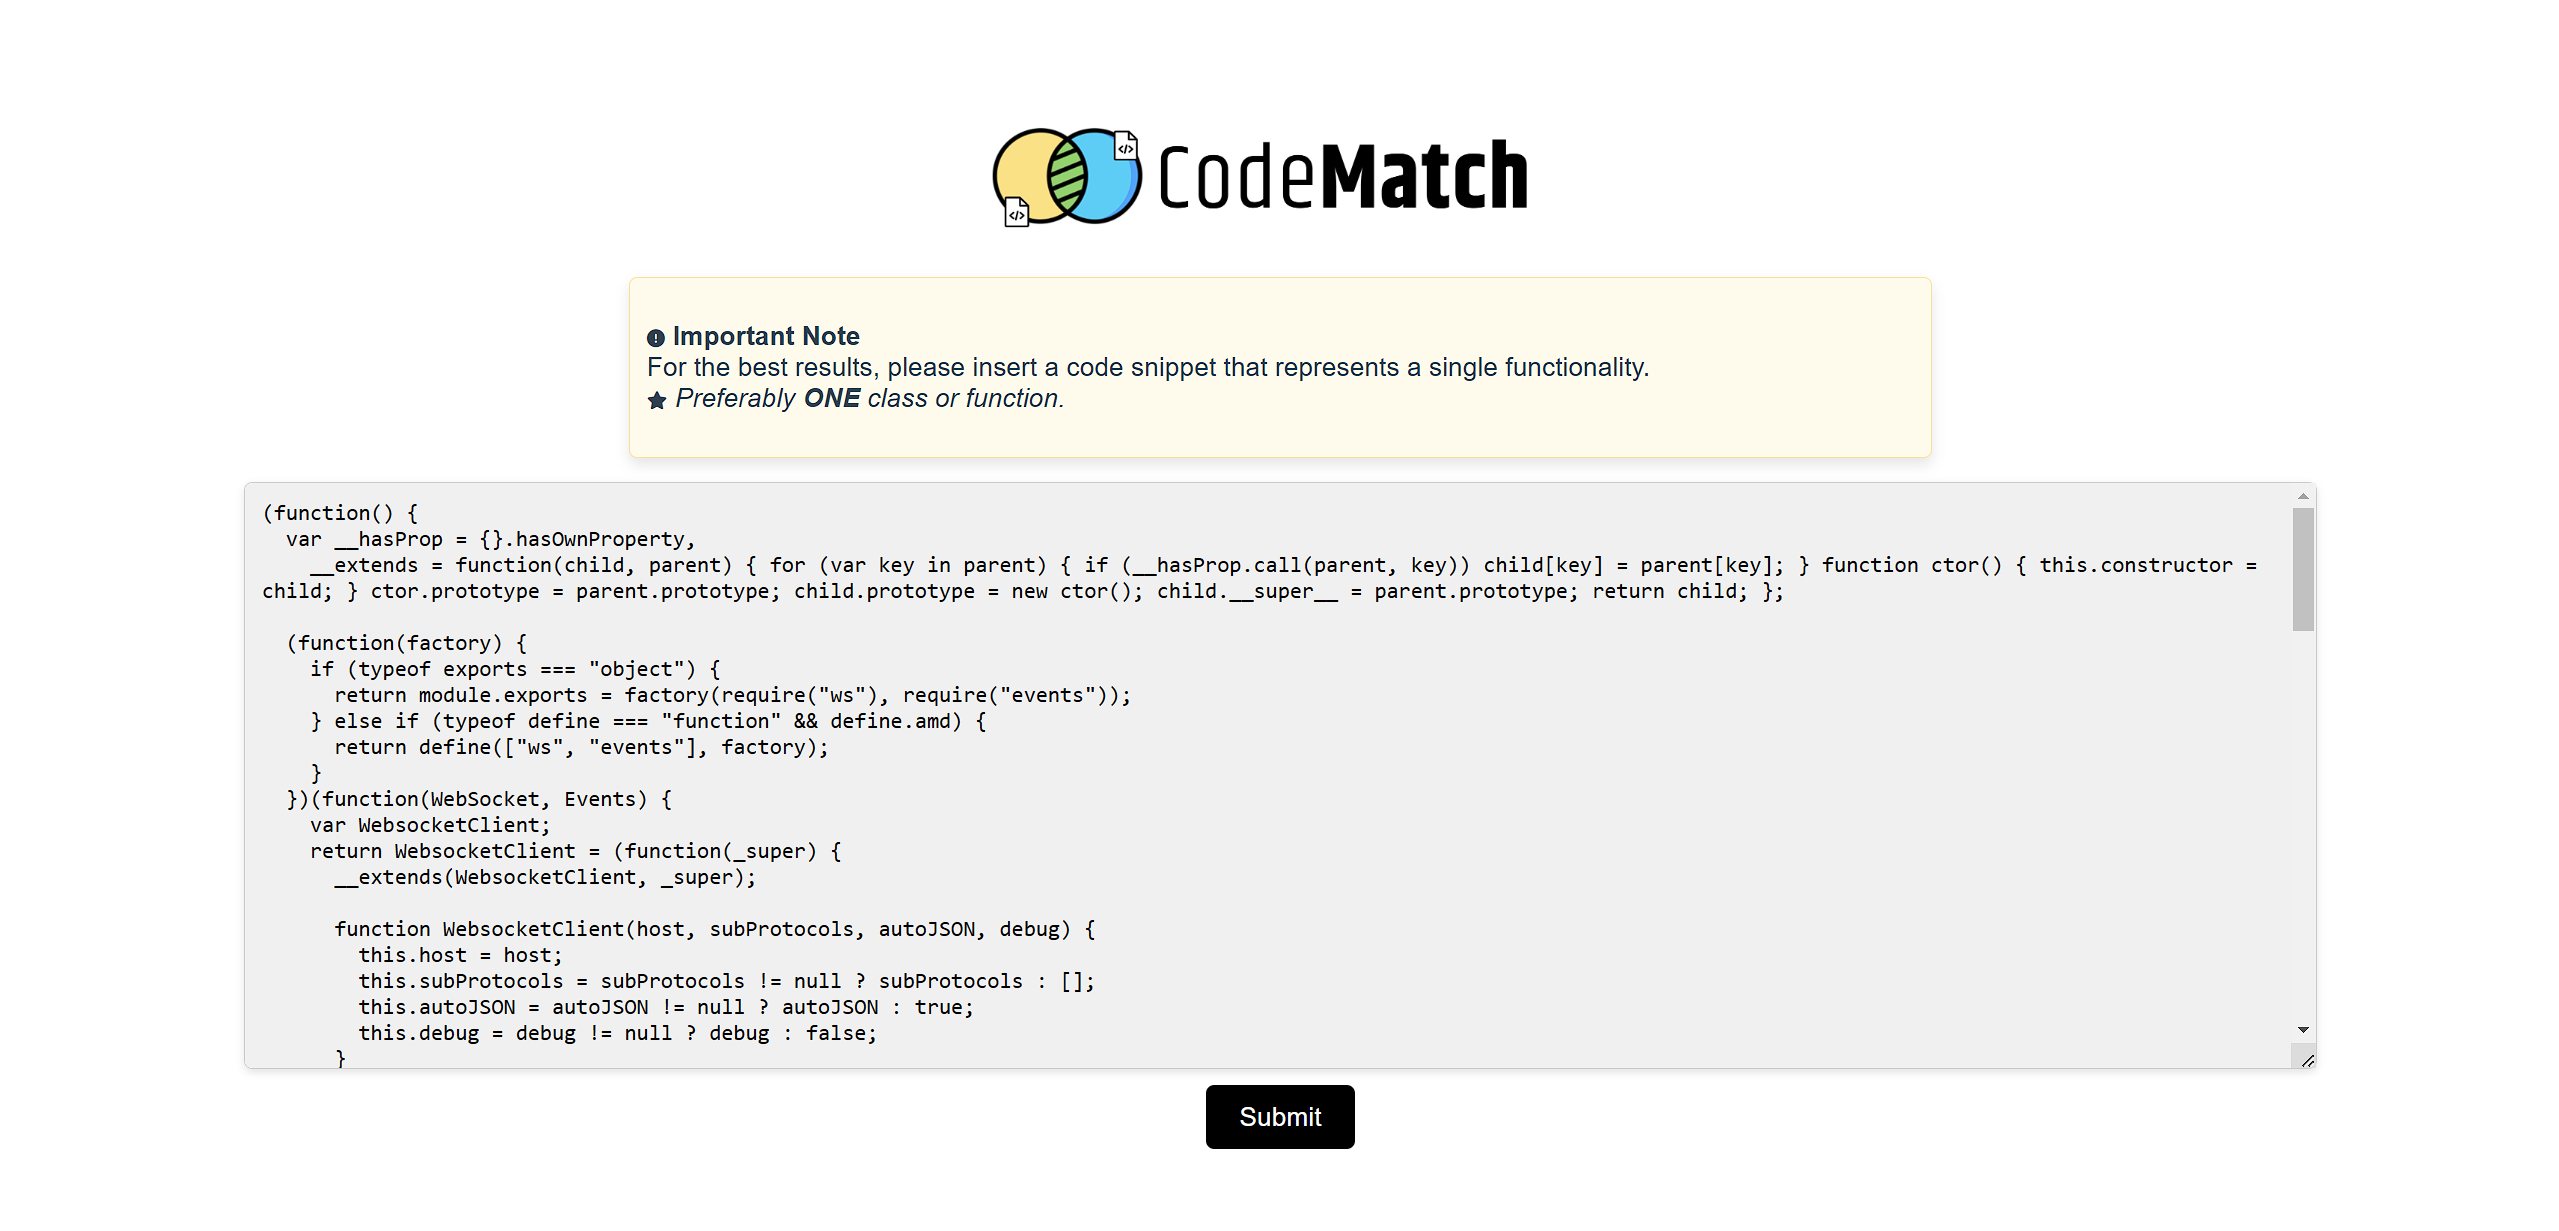 </>
</>
CodeMatch
Important Note
For the best results, please insert a code snippet that represents a single functionality.
Preferably ONE class or function.
(function() {
  var __hasProp = {}.hasOwnProperty,
    __extends = function(child, parent) { for (var key in parent) { if (__hasProp.call(parent, key)) child[key] = parent[key]; } function ctor() { this.constructor =
child; } ctor.prototype = parent.prototype; child.prototype = new ctor(); child.__super__ = parent.prototype; return child; };

  (function(factory) {
    if (typeof exports === "object") {
      return module.exports = factory(require("ws"), require("events"));
    } else if (typeof define === "function" && define.amd) {
      return define(["ws", "events"], factory);
    }
  })(function(WebSocket, Events) {
    var WebsocketClient;
    return WebsocketClient = (function(_super) {
      __extends(WebsocketClient, _super);

      function WebsocketClient(host, subProtocols, autoJSON, debug) {
        this.host = host;
        this.subProtocols = subProtocols != null ? subProtocols : [];
        this.autoJSON = autoJSON != null ? autoJSON : true;
        this.debug = debug != null ? debug : false;
      }
Submit